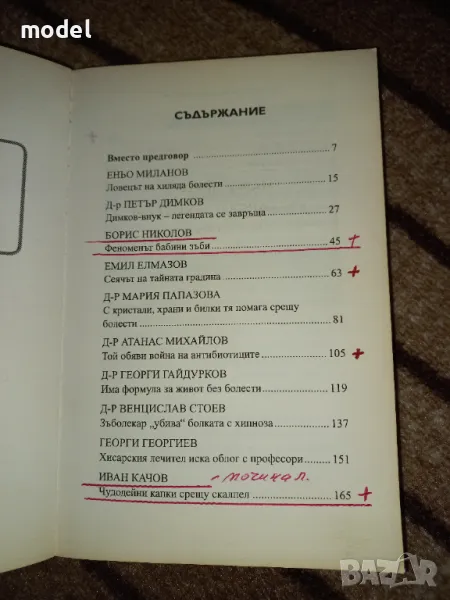 model
СЪДЪРЖАНИЕ
Вместо предговор 7
ЕНЬО МИЛАНОВ
Ловецът на хиляда болести 15
Д-р ПЕТЪР ДИМКОВ
Димков-внук – легендата се завръща 27
БОРИС НИКОЛОВ
Феноменът бабини зъби 45 +
ЕМИЛ ЕЛМАЗОВ
Сеячът на тайната градина 63 +
Д-Р МАРИЯ ПАПАЗОВА
С кристали, храни и билки тя помага срещу
болести 81
Д-Р АТАНАС МИХАЙЛОВ
Той обяви война на антибиотиците 105 +
Д-Р ГЕОРГИ ГАЙДУРКОВ
Има формула за живот без болести 119
Д-Р ВЕНЦИСЛАВ СТОЕВ
Зъболекар „убива" болката с хипноза 137
ГЕОРГИ ГЕОРГИЕВ
Хисарския лечител иска облог с професори 151
ИВАН КАЧОВ - починал.
Чудодейни капки срещу скалпел 165 +
bazar